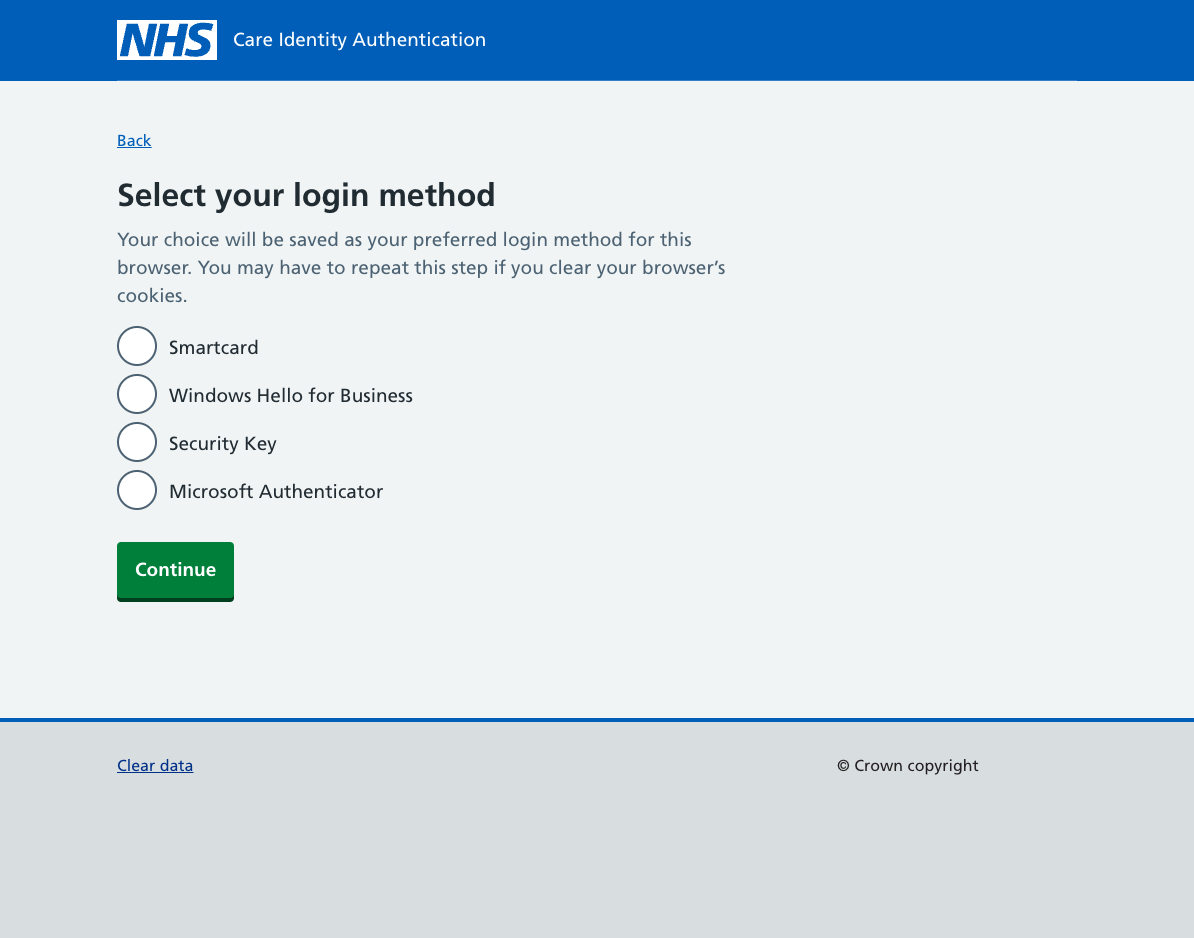 NHS Care Identity Authentication
Back
Select your login method
Your choice will be saved as your preferred login method for this
browser. You may have to repeat this step if you clear your browser’s
cookies.
Smartcard
Windows Hello for Business
Security Key
Microsoft Authenticator
Continue
Clear data
© Crown copyright